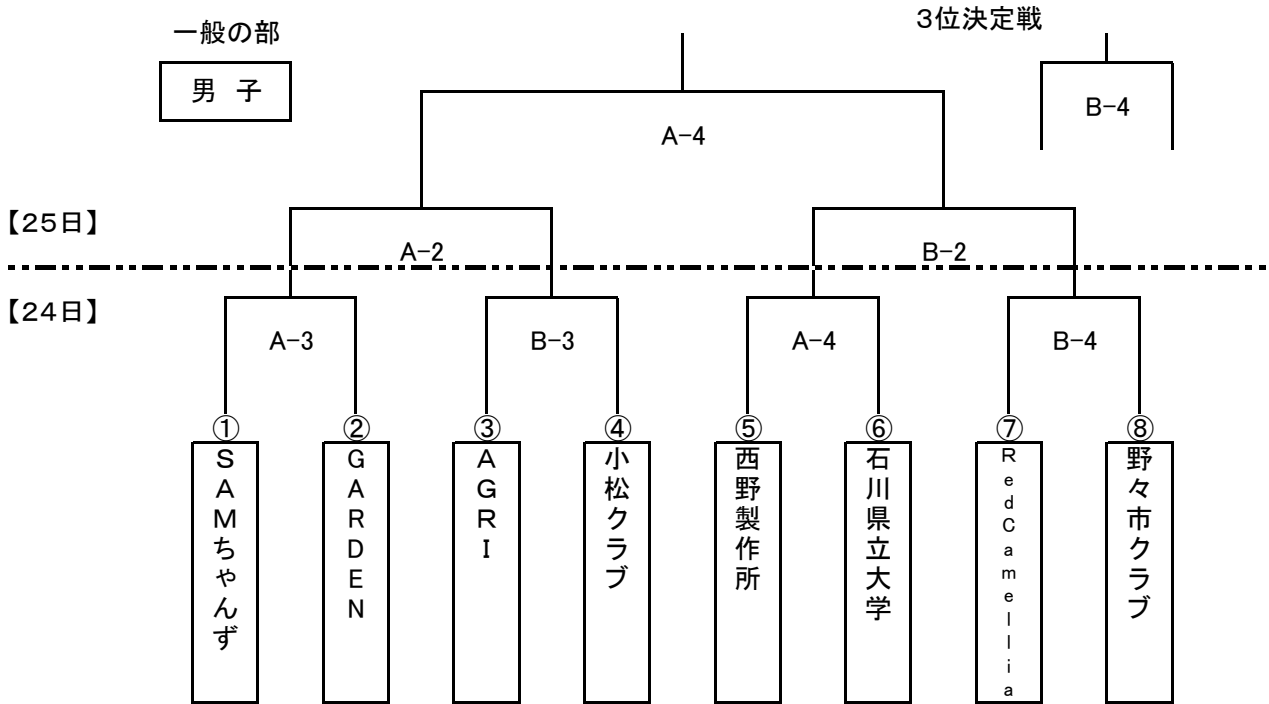 一般の部
3位決定戦
男 子
B-4
A-4
【25日】
A-2
B-2
【24日】
A-3
B-3
A-4
B-4
①
②
③
④
⑤
⑥
⑦
⑧
SAMちゃんず
GARDEN
AGRI
小松クラブ
西野製作所
石川県立大学
RedCamellia
野々市クラブ